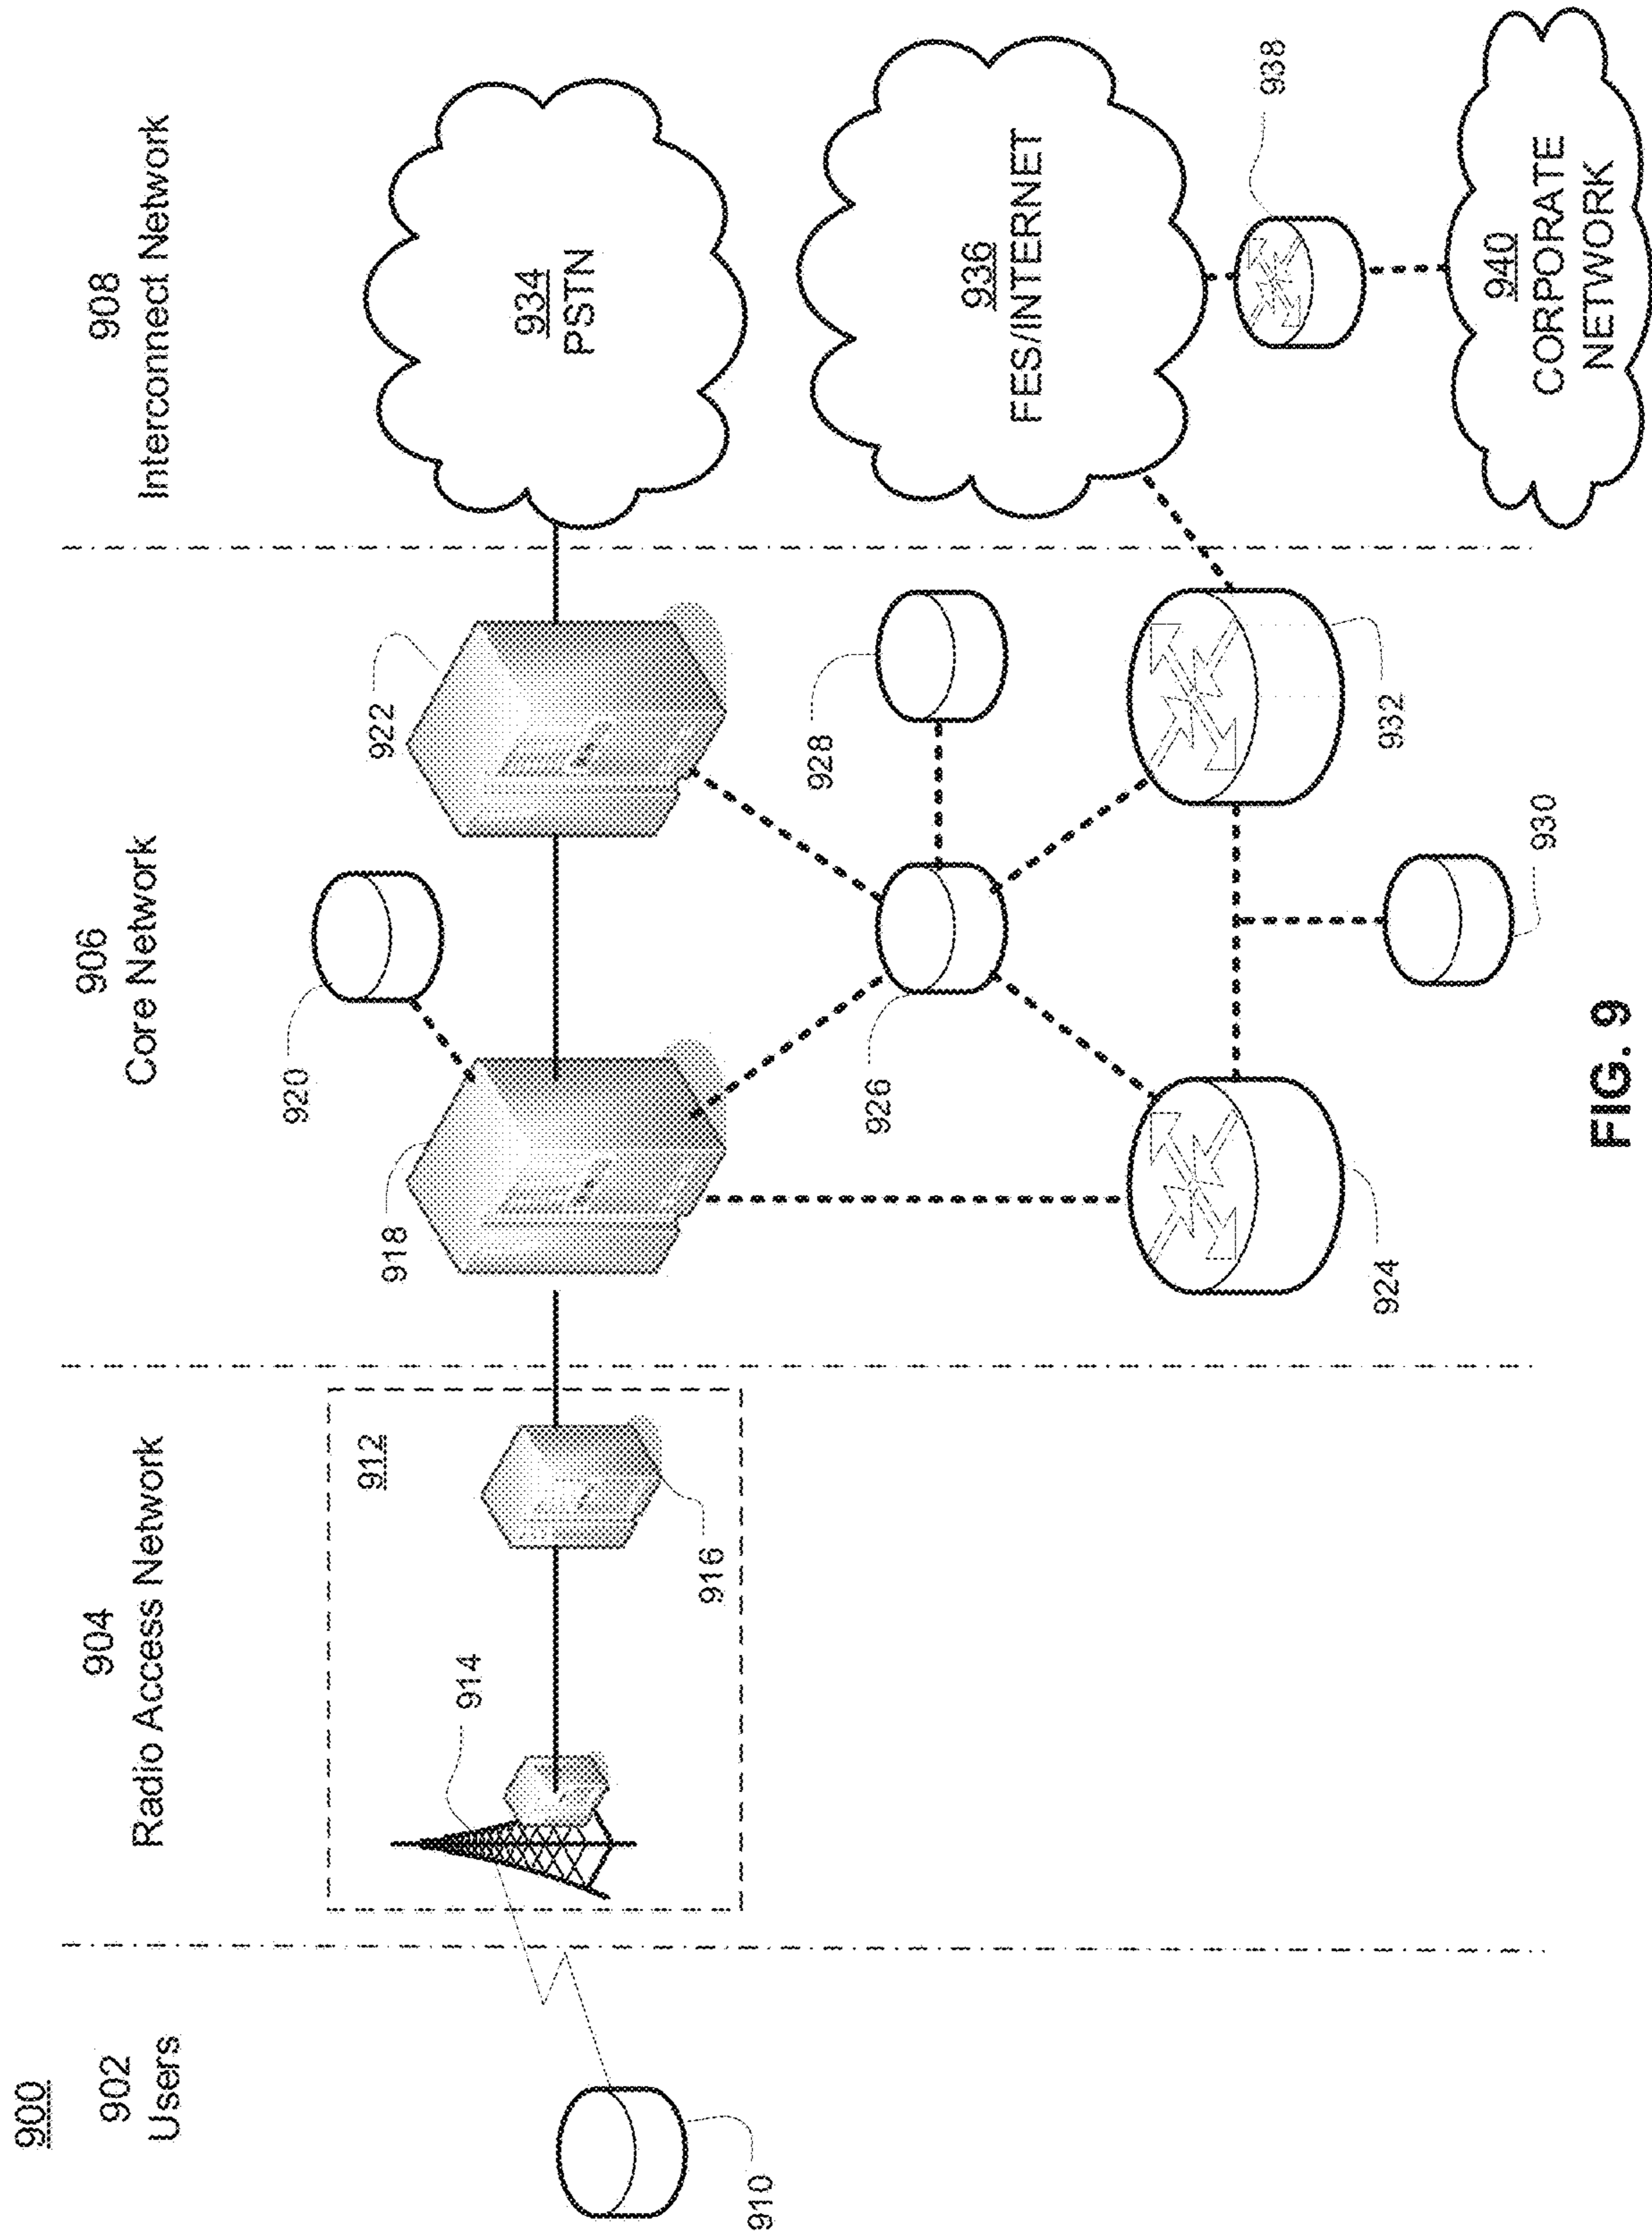 900
902
Users
904
Radio Access Network
906
Core Network
908
Interconnect Network
910
912
914
916
918
920
922
924
926
928
930
932
934
PSTN
936
FES/INTERNET
938
940
CORPORATE
NETWORK
FIG. 9